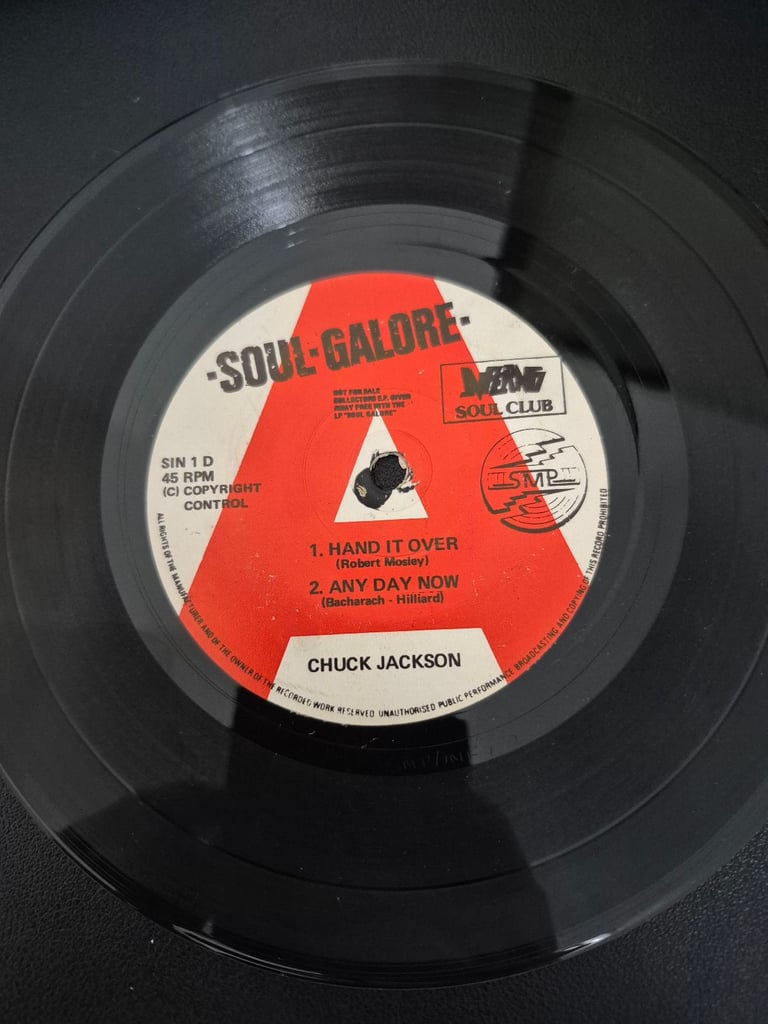 -SOUL-GALORE-
NOT FOR SALE
COLLECTORS E.P. GIVEN
AWAY FREE WITH THE
LP "SOUL GALORE"
INFERNO
SOUL CLUB
SMP
SIN 1 D
45 RPM
(C) COPYRIGHT
CONTROL
1. HAND IT OVER
(Robert Mosley)
2. ANY DAY NOW
(Bacharach - Hilliard)
CHUCK JACKSON
ALL RIGHTS OF THE MANUFACTURER AND OF THE OWNER OF THE RECORDED WORK RESERVED UNAUTHORISED PUBLIC PERFORMANCE BROADCASTING AND COPYING OF THIS RECORD PROHIBITED